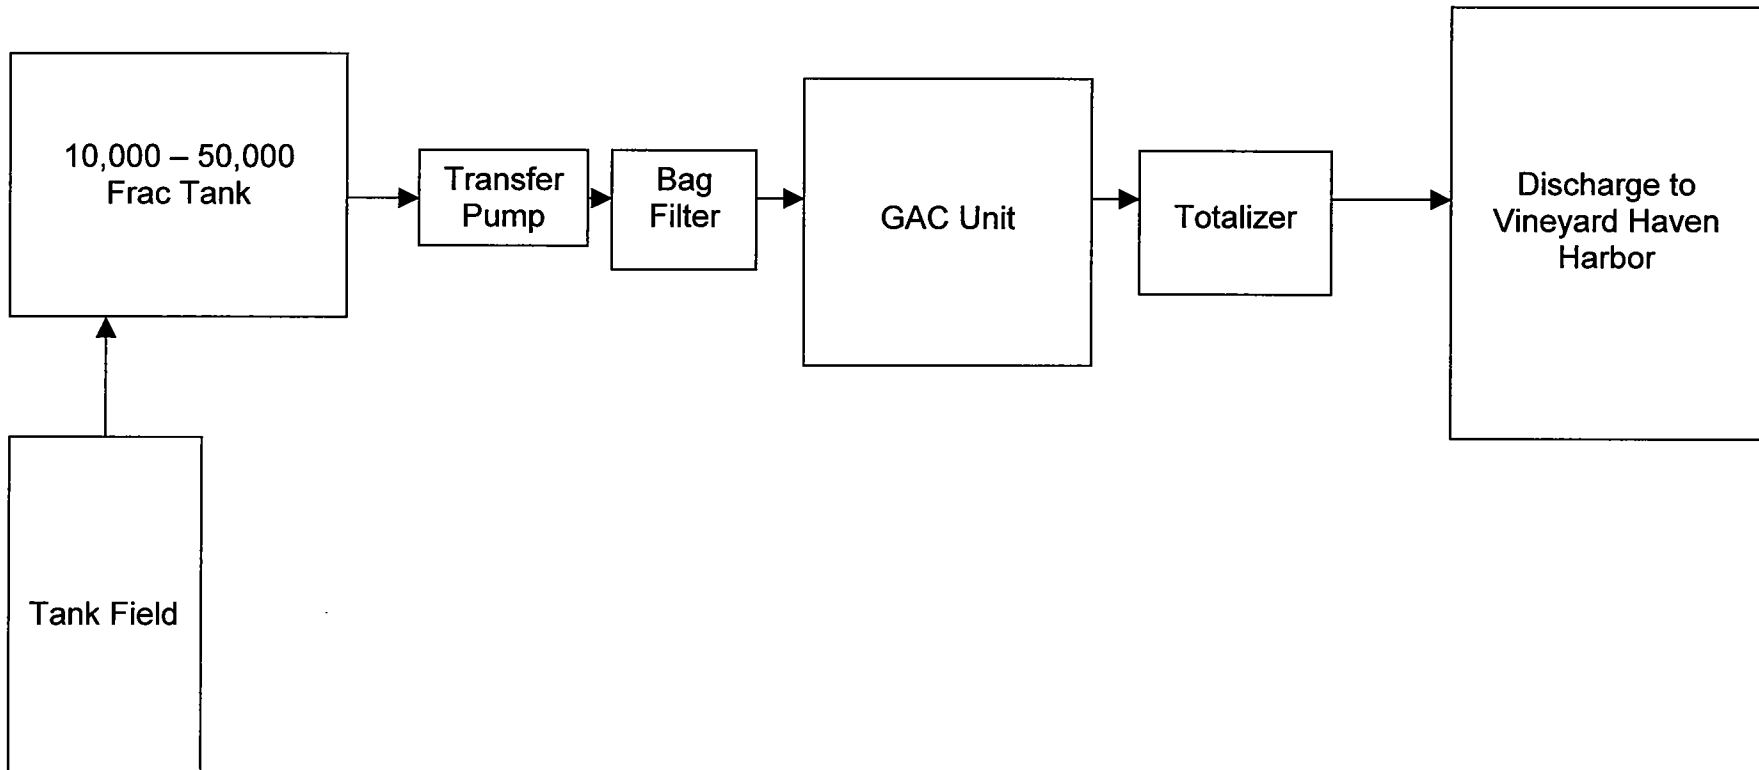 10,000 – 50,000
Frac Tank
Transfer
Pump
Bag
Filter
GAC Unit
Totalizer
Discharge to
Vineyard Haven
Harbor
Tank Field